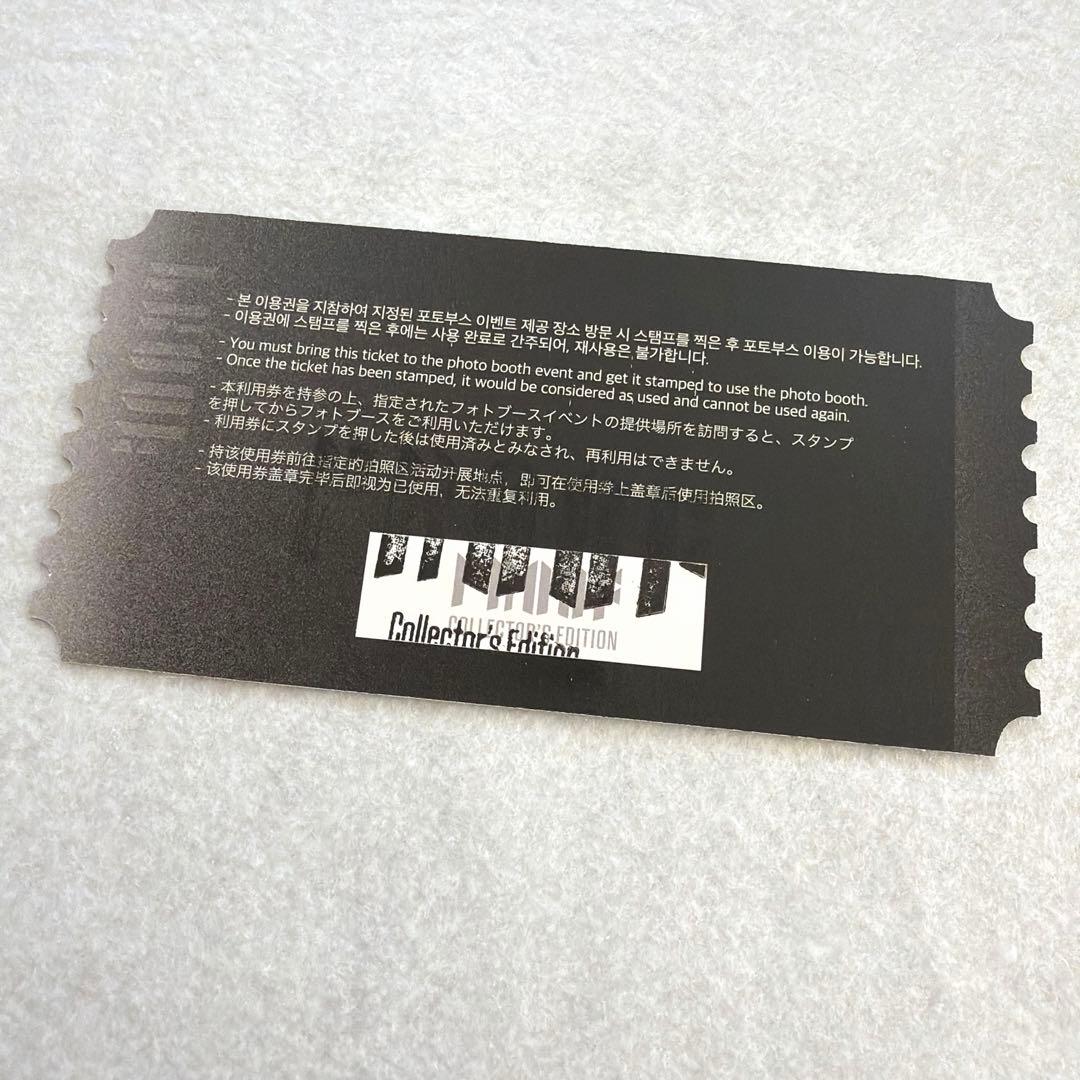 - 본 이용권을 지참하여 지정된 포토부스 이벤트 제공 장소 방문 시 스탬프를 찍은 후 포토부스 이용이 가능합니다.
- 이용권에 스탬프를 찍은 후에는 사용 완료로 간주되어, 재사용은 불가합니다.
- You must bring this ticket to the photo booth event and get it stamped to use the photo booth.
- Once the ticket has been stamped, it would be considered as used and cannot be used again.
- 本利用券を持参の上、指定されたフォトブースイベントの提供場所を訪問すると、スタンプ
を押してからフォトブースをご利用いただけます。
- 利用券にスタンプを押した後は使用済みとみなされ、再利用はできません。
- 持该使用券前往指定的拍照区活动开展地点，即可在使用券上盖章后使用拍照区。
- 该使用券盖章完毕后即视为已使用，无法重复利用。
COLLECTOR'S EDITION
Collector's Edition